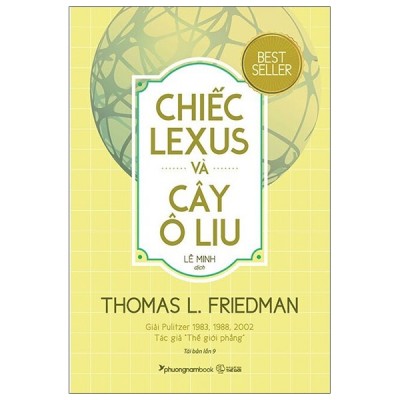 BEST
SELLER
CHIẾC
LEXUS
VÀ
CÂY
Ô LIU
LÊ MINH
dịch
THOMAS L. FRIEDMAN
Giải Pulitzer 1983, 1988, 2002
Tác giả "Thế giới phẳng"
Tái bản lần 9
phuongnambook